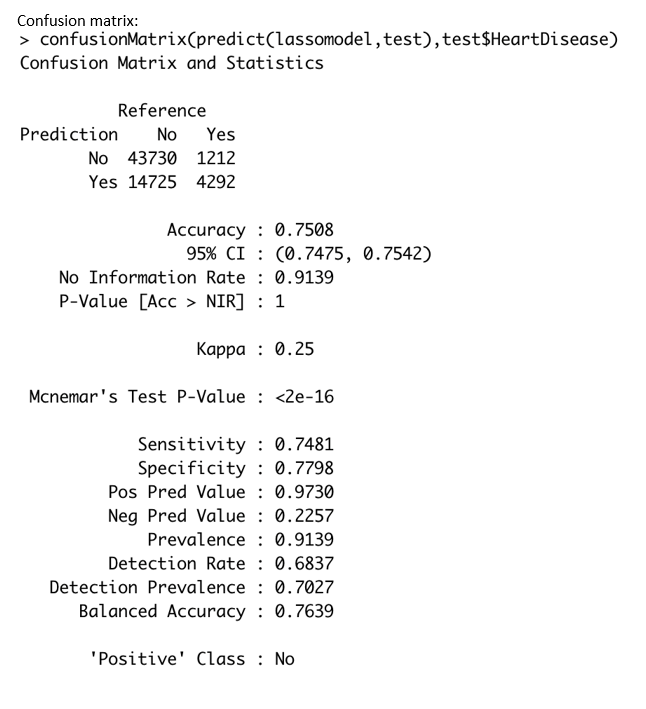 Confusion matrix:
> confusionMatrix(predict(lassomodel,test),test$HeartDisease)
Confusion Matrix and Statistics
Reference
Prediction No Yes
No 43730 1212
Yes 14725 4292
Accuracy : 0.7508
95% CI : (0.7475, 0.7542)
No Information Rate : 0.9139
P-Value [Acc > NIR] : 1
Kappa : 0.25
Mcnemar's Test P-Value : <2e-16
Sensitivity : 0.7481
Specificity : 0.7798
Pos Pred Value : 0.9730
Neg Pred Value : 0.2257
Prevalence : 0.9139
Detection Rate : 0.6837
Detection Prevalence : 0.7027
Balanced Accuracy : 0.7639
'Positive' Class : No